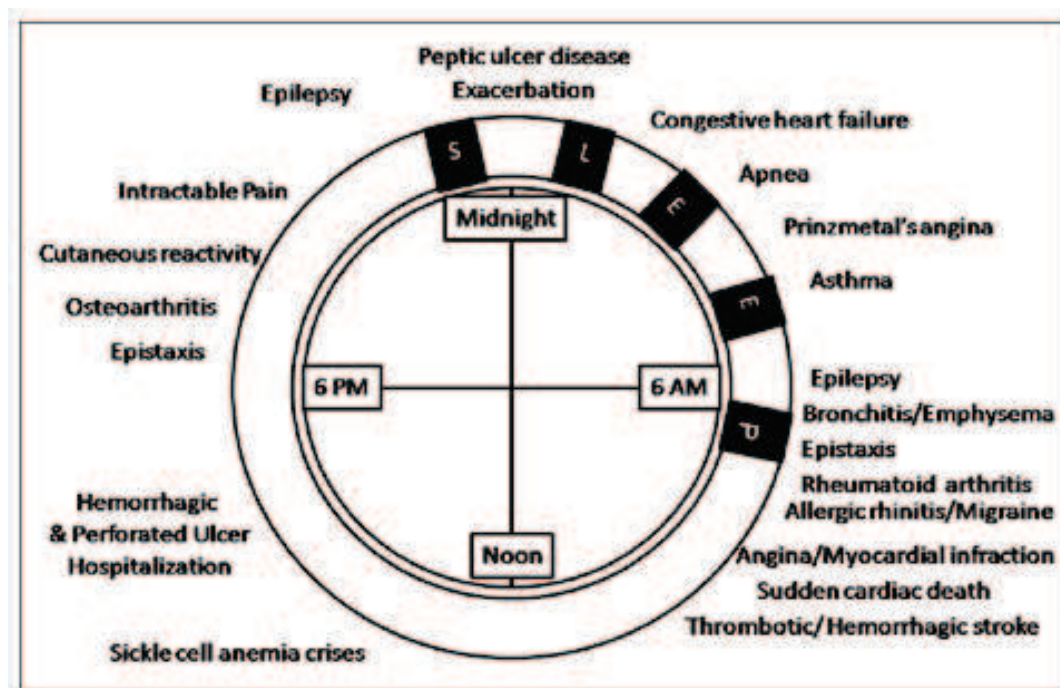 Peptic ulcer disease
Exacerbation
Epilepsy
Congestive heart failure
S
L
E
E
P
Apnea
Intractable Pain
Midnight
Prinzmetal's angina
Cutaneous reactivity
Asthma
Osteoarthritis
Epistaxis
6 PM
6 AM
Epilepsy
Bronchitis/Emphysema
Epistaxis
Rheumatoid arthritis
Allergic rhinitis/Migraine
Hemorrhagic
& Perforated Ulcer
Hospitalization
Noon
Angina/Myocardial infraction
Sudden cardiac death
Thrombotic/Hemorrhagic stroke
Sickle cell anemia crises